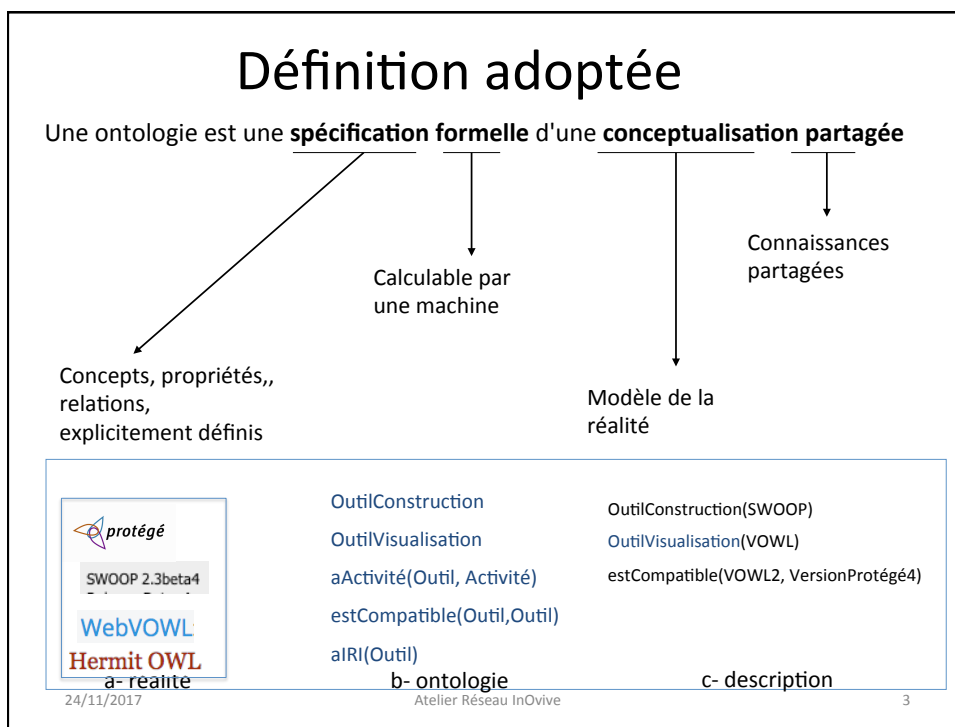 Définition adoptée
Une ontologie est une spécification formelle d'une conceptualisation partagée
Connaissances
partagées
Calculable par
une machine
Concepts, propriétés,,
relations,
explicitement définis
Modèle de la
réalité
protégé
SWOOP 2.3beta4
WebVOWL
Hermit OWL
a- réalité
OutilConstruction
OutilVisualisation
aActivité(Outil, Activité)
estCompatible(Outil,Outil)
aIRI(Outil)
b- ontologie
OutilConstruction(SWOOP)
OutilVisualisation(VOWL)
estCompatible(VOWL2, VersionProtégé4)
c- description
24/11/2017
Atelier Réseau InOvive
3